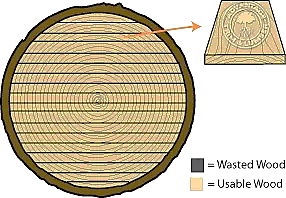 = Wasted Wood
= Usable Wood